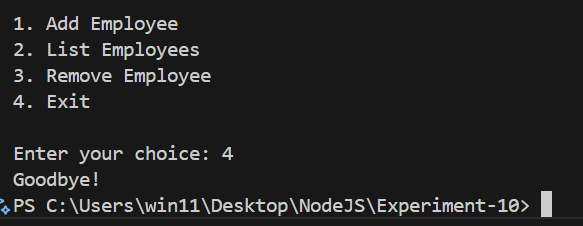 1. Add Employee
2. List Employees
3. Remove Employee
4. Exit
Enter your choice: 4
Goodbye!
PS C:\Users\win11\Desktop\NodeJS\Experiment-10>